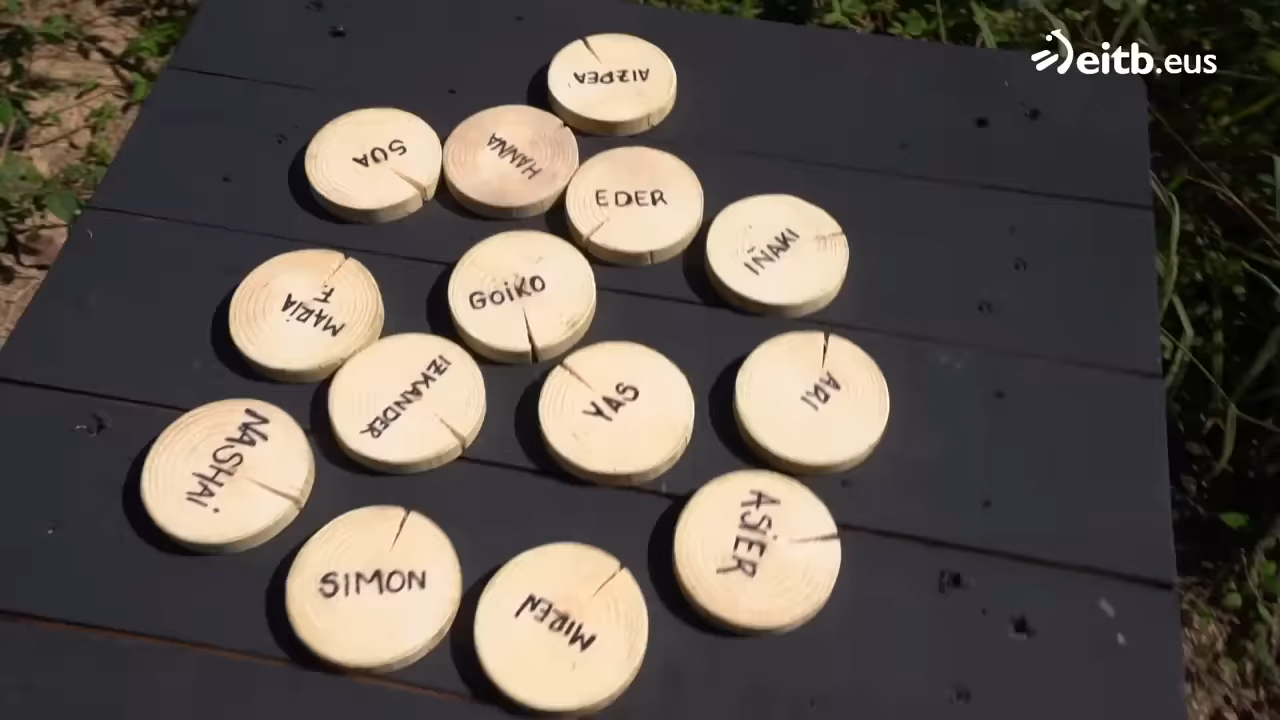 eitb.eus
AIZPEA
SUA
HANNA
EDER
IÑAKI
MARIA
F.
GOIKO
IZKANDER
YAS
ARI
NASHAI
ASIER
SIMON
MIREN